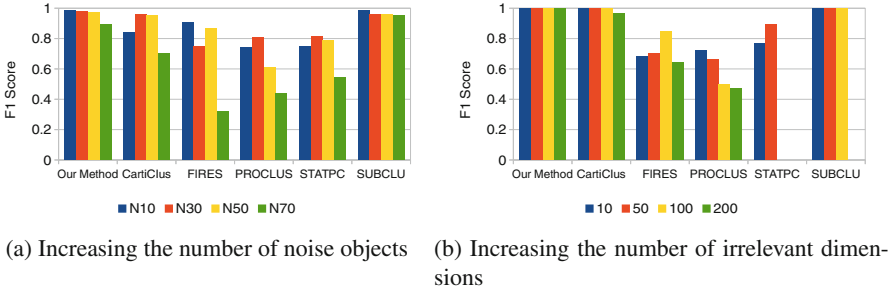 F1 Score
1
0.8
0.6
0.4
0.2
0
Our Method CartiClus FIRES PROCLUS STATPC SUBCLU
N10 N30 N50 N70
(a) Increasing the number of noise objects
F1 Score
1
0.8
0.6
0.4
0.2
0
Our Method CartiClus FIRES PROCLUS STATPC SUBCLU
10 50 100 200
(b) Increasing the number of irrelevant dimen-
sions